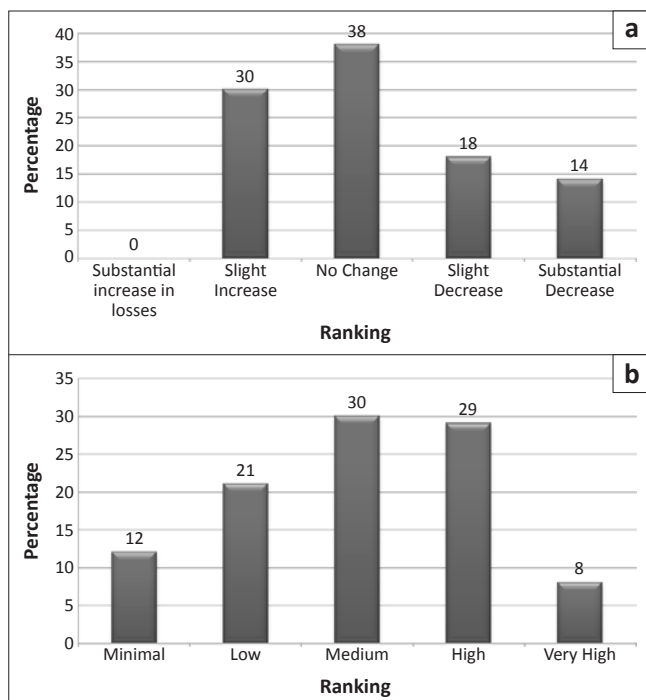 a
Percentage
40
35
30
25
20
15
10
5
0
0
30
38
18
14
Substantial
increase in
losses
Slight
Increase
No Change
Slight
Decrease
Substantial
Decrease
Ranking
b
Percentage
35
30
25
20
15
10
5
0
12
21
30
29
8
Minimal
Low
Medium
High
Very High
Ranking